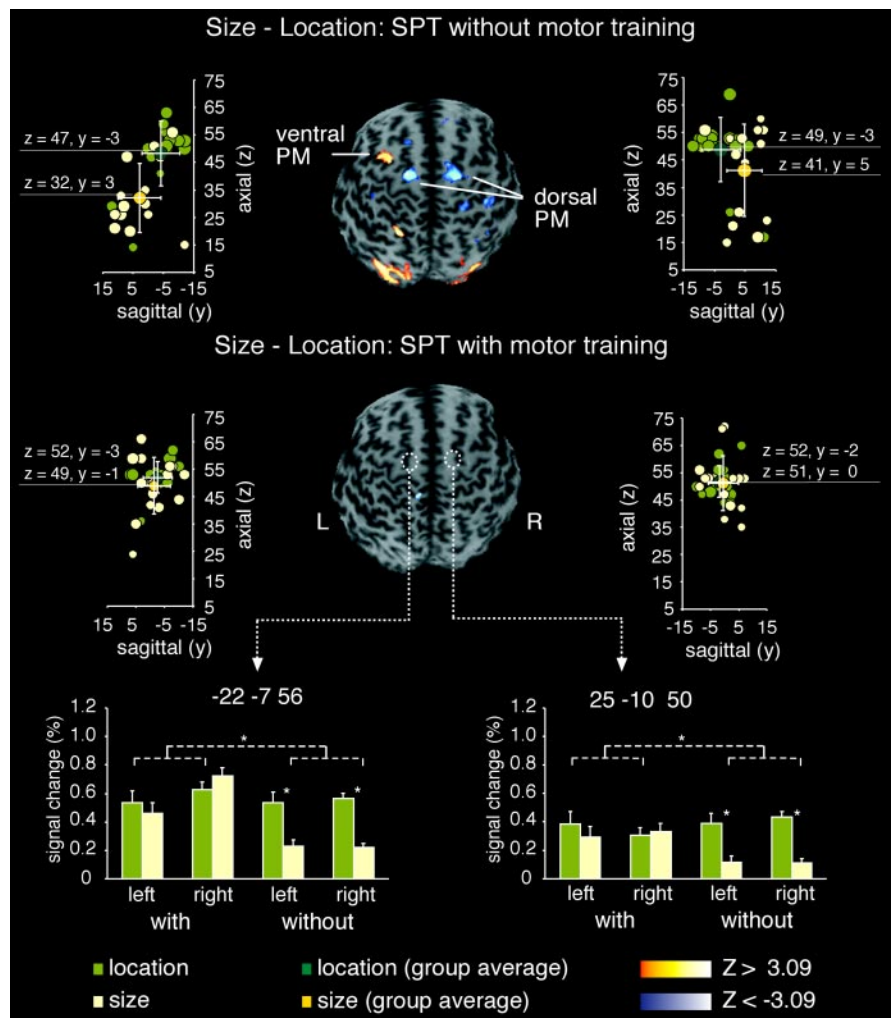 Size - Location: SPT without motor training
75
65
55
45
35
25
15
5
axial (z)
z = 47, y = -3
z = 32, y = 3
15 5 -5 -15
sagittal (y)
ventral
PM
dorsal
PM
75
65
55
45
35
25
15
5
axial (z)
z = 49, y = -3
z = 41, y = 5
-15 -5 5 15
sagittal (y)
Size - Location: SPT with motor training
75
65
55
45
35
25
15
5
axial (z)
z = 52, y = -3
z = 49, y = -1
15 5 -5 -15
sagittal (y)
L R
75
65
55
45
35
25
15
5
axial (z)
z = 52, y = -2
z = 51, y = 0
-15 -5 5 15
sagittal (y)
-22 -7 56
1.2
1.0
0.8
0.6
0.4
0.2
0
signal change (%)
*
* *
left right left right
with without
25 -10 50
1.2
1.0
0.8
0.6
0.4
0.2
0
signal change (%)
*
* *
left right left right
with without
location location (group average) Z > 3.09
size size (group average) Z < -3.09